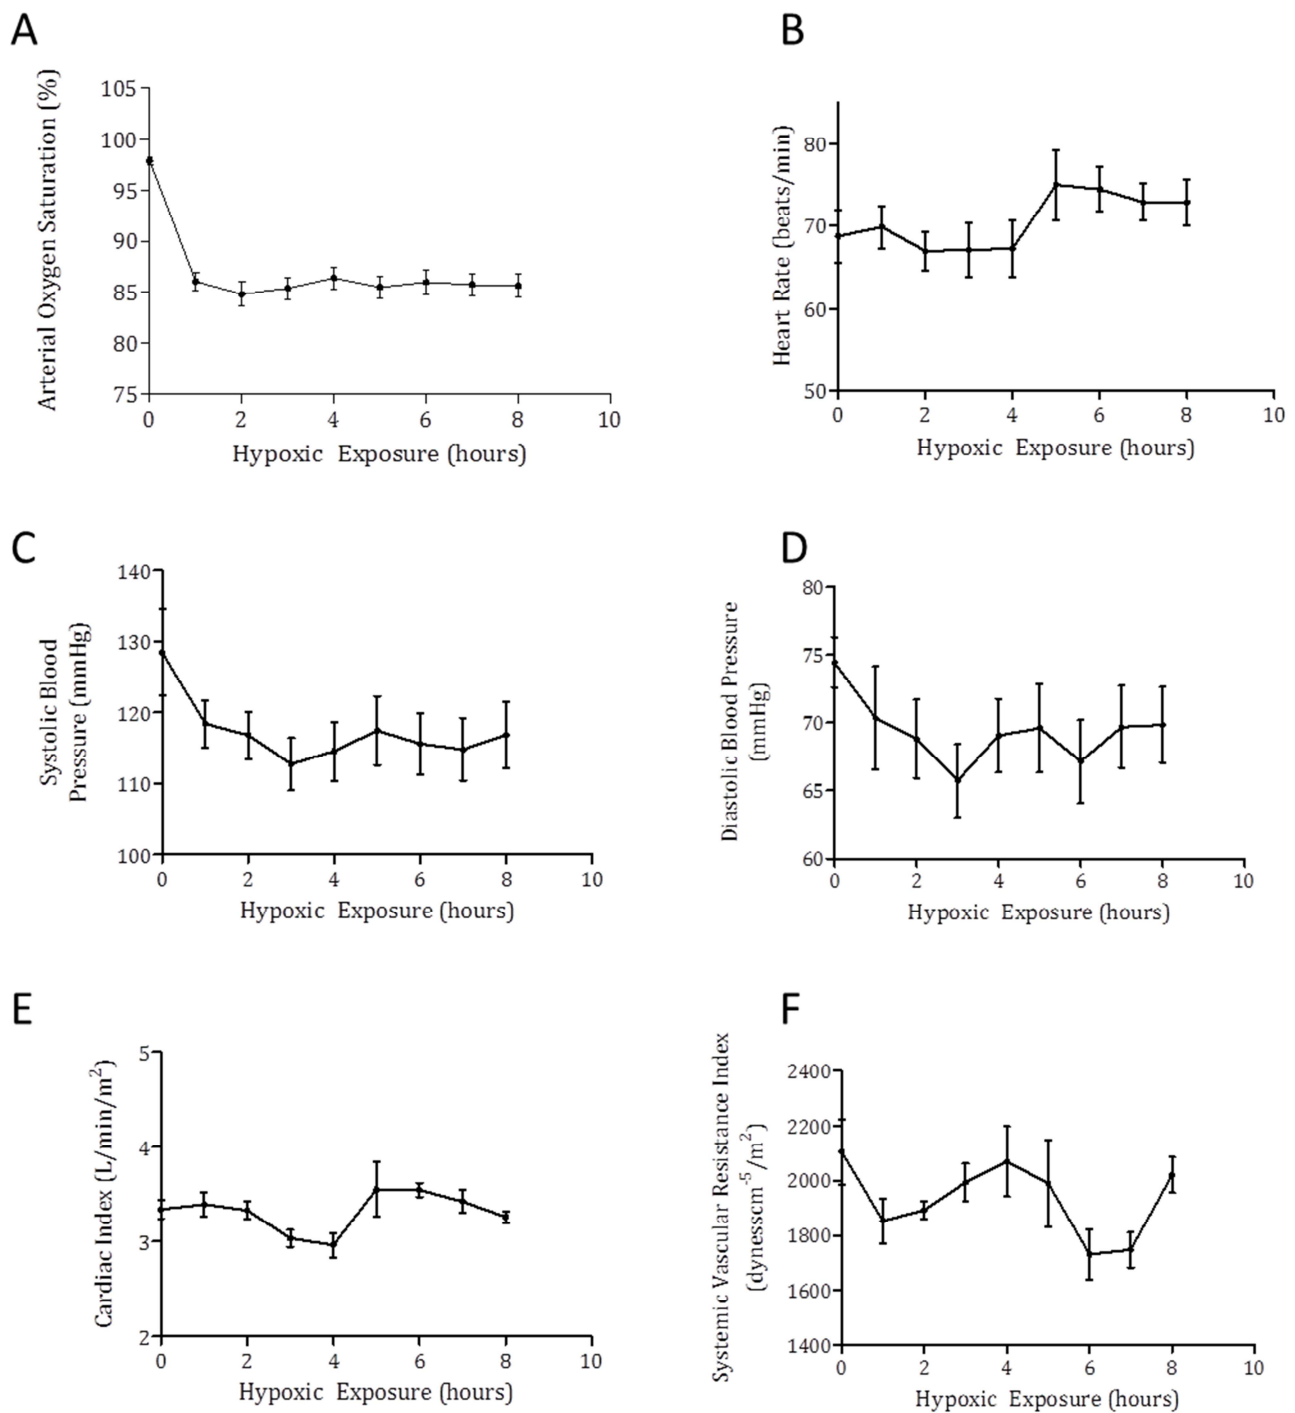 A
Arterial Oxygen Saturation (%)
105
100
95
90
85
80
75
0 2 4 6 8 10
Hypoxic Exposure (hours)
B
Heart Rate (beats/min)
80
70
60
50
0 2 4 6 8 10
Hypoxic Exposure (hours)
C
Systolic Blood
Pressure (mmHg)
140
130
120
110
100
0 2 4 6 8 10
Hypoxic Exposure (hours)
D
Diastolic Blood Pressure
(mmHg)
80
75
70
65
60
0 2 4 6 8 10
Hypoxic Exposure (hours)
E
Cardiac Index (L/min/m²)
5
4
3
2
0 2 4 6 8 10
Hypoxic Exposure (hours)
F
Systemic Vascular Resistance Index
(dynesscm⁻⁵/m²)
2400
2200
2000
1800
1600
1400
0 2 4 6 8 10
Hypoxic Exposure (hours)